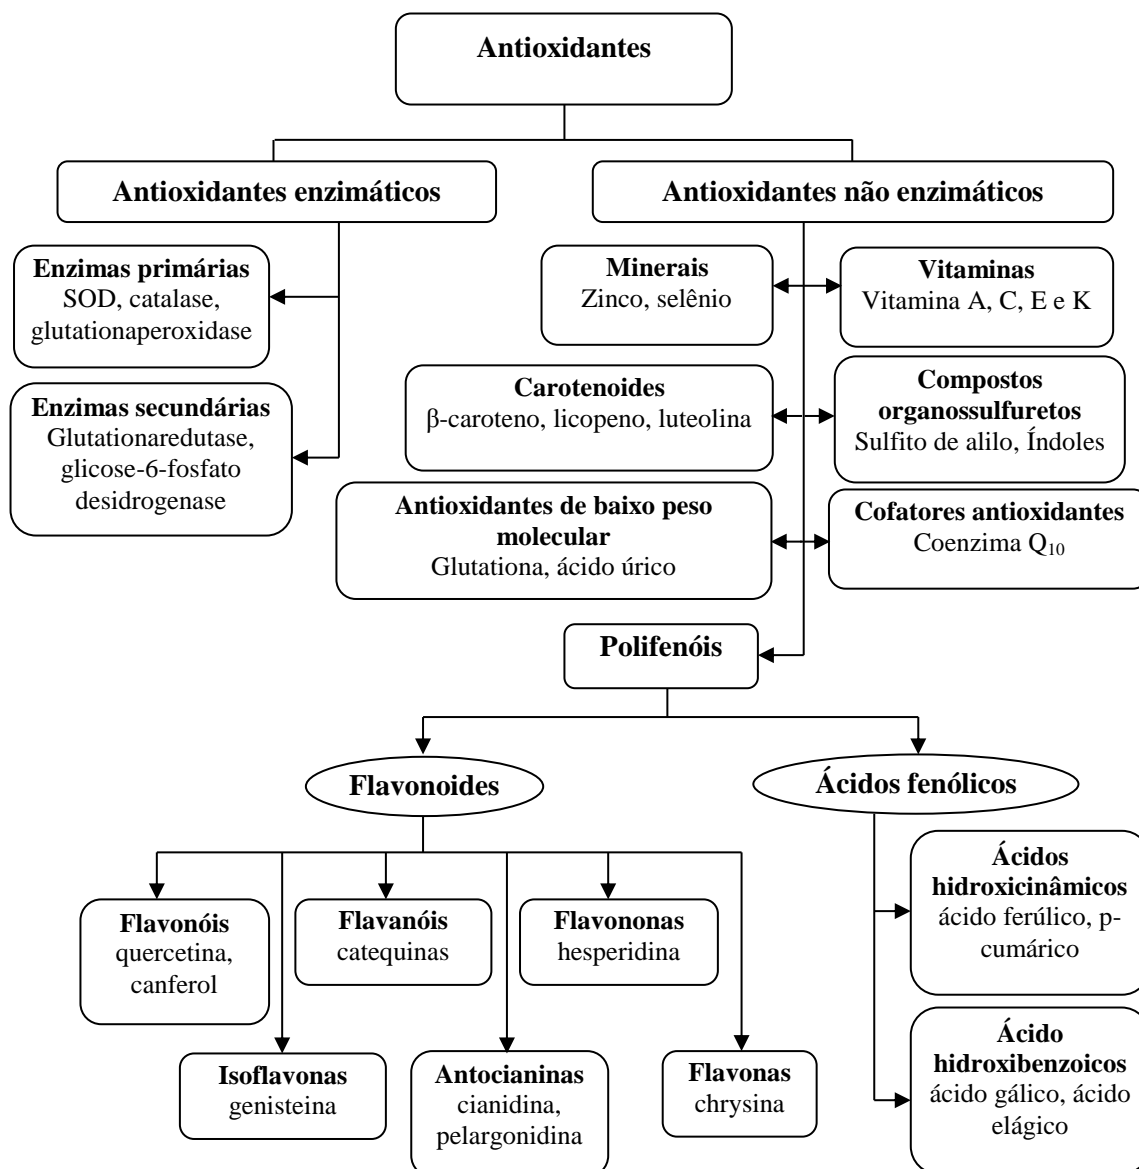 Antioxidantes
Antioxidantes enzimáticos
Antioxidantes não enzimáticos
Enzimas primárias
SOD, catalase,
glutationaperoxidase
Minerais
Zinco, selênio
Vitaminas
Vitamina A, C, E e K
Enzimas secundárias
Glutationaredutase,
glicose-6-fosfato
desidrogenase
Carotenoides
β-caroteno, licopeno, luteolina
Compostos
organossulfuretos
Sulfito de alilo, Índoles
Antioxidantes de baixo peso
molecular
Glutationa, ácido úrico
Cofatores antioxidantes
Coenzima Q₁₀
Polifenóis
Flavonoides
Ácidos fenólicos
Flavonóis
quercetina,
canferol
Flavanóis
catequinas
Flavononas
hesperidina
Isoflavonas
genisteina
Antocianinas
cianidina,
pelargonidina
Flavonas
chrysina
Ácidos
hidroxicinâmicos
ácido ferúlico, p-
cumárico
Ácido
hidroxibenzoicos
ácido gálico, ácido
elágico